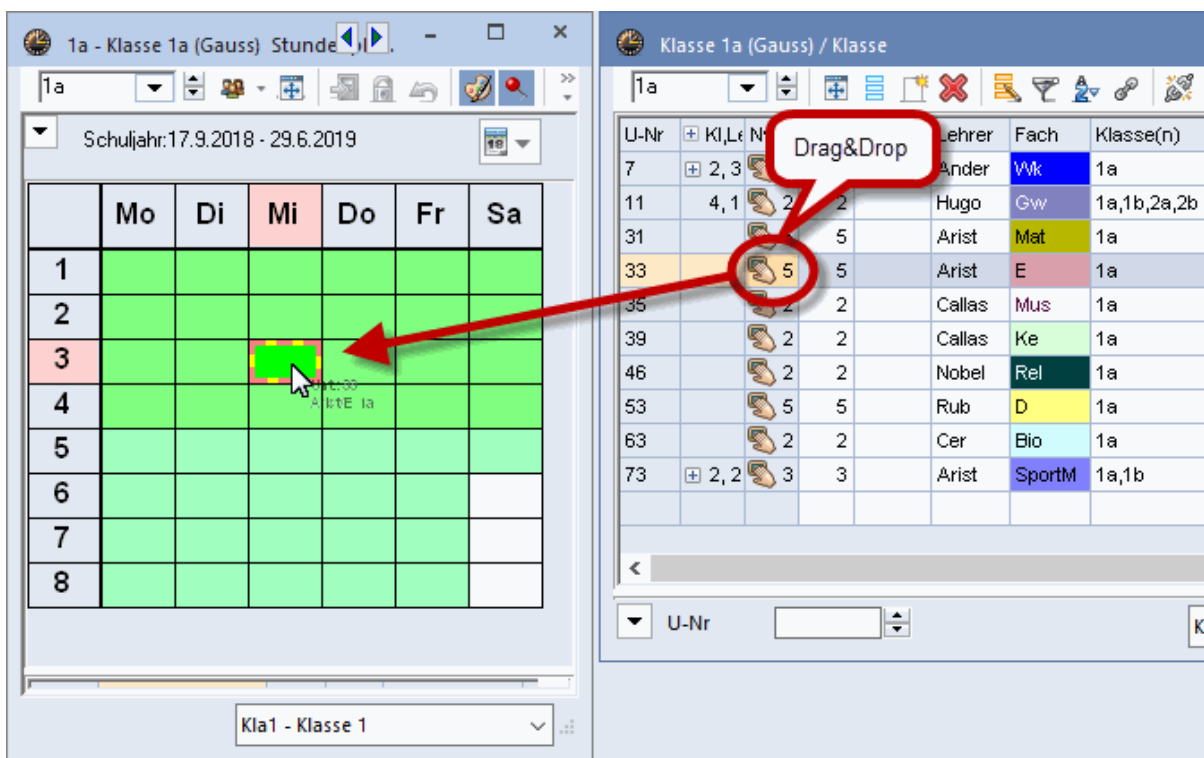 1a - Klasse 1a (Gauss)
1a
Schuljahr:17.9.2018 - 29.6.2019
Mo Di Mi Do Fr Sa
1
2
3
4
5
6
7
8
Kla1 - Klasse 1
Klasse 1a (Gauss) / Klasse
1a
Drag&Drop
U-Nr Lehrer Fach Klasse(n)
7 2, 3 Ander Wk 1a
11 4, 1 2 2 Hugo Gw 1a,1b,2a,2b
31 5 Arist Mat 1a
33 5 5 Arist E 1a
35 2 2 Callas Mus 1a
39 2 2 Callas Ke 1a
46 2 2 Nobel Rel 1a
53 5 5 Rub D 1a
63 2 2 Cer Bio 1a
73 2, 2 3 3 Arist SportM 1a,1b
U-Nr